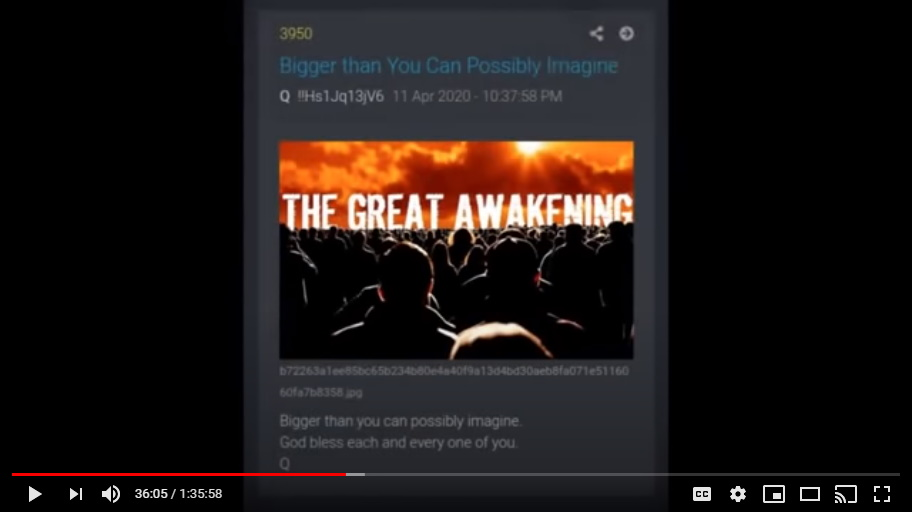 3950
Bigger than You Can Possibly Imagine
Q !!Hs1Jq13jV6 11 Apr 2020 - 10:37:58 PM
THE GREAT AWAKENING
b72263a1ee85bc65b234b80e4a40f9a13d4bd30aeb8fa071e51160
60fa7b8358.jpg
Bigger than you can possibly imagine.
God bless each and every one of you.
Q
36:05 / 1:35:58
CC